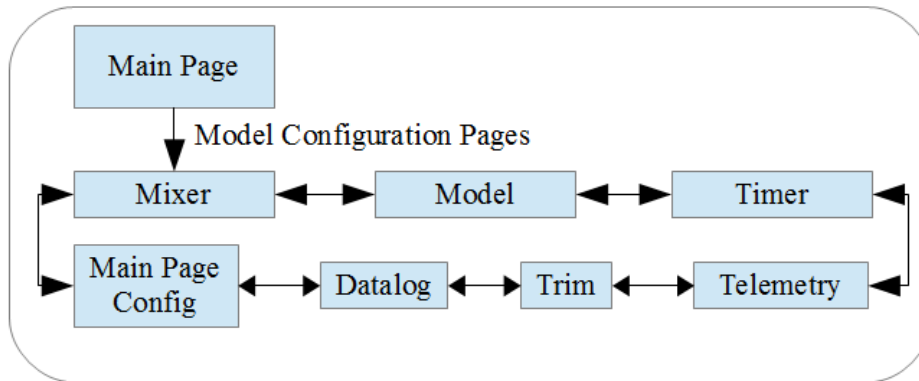 Main Page
Model Configuration Pages
Mixer
Model
Timer
Main Page
Config
Datalog
Trim
Telemetry